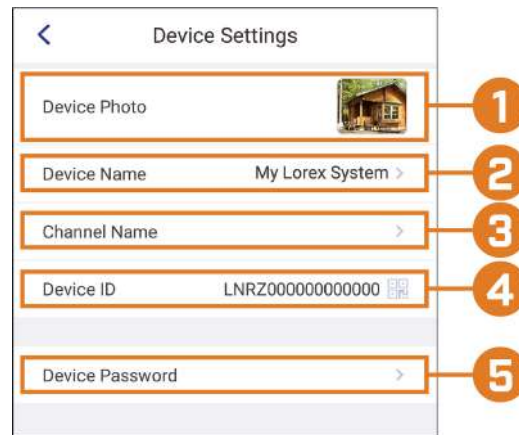 Device Settings
Device Photo
1
Device Name My Lorex System
2
Channel Name
3
Device ID LNRZ000000000000
4
Device Password
5